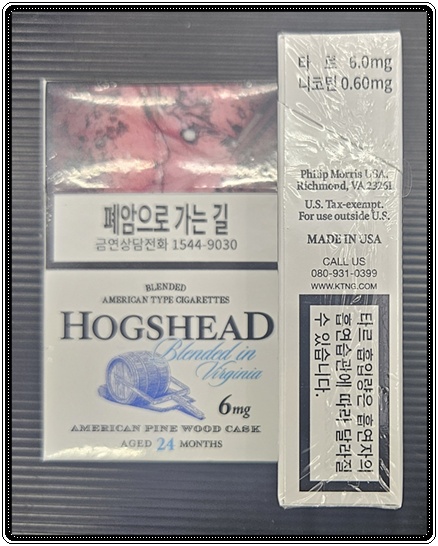 폐암으로 가는 길
금연상담전화 1544-9030
BLENDED
AMERICAN TYPE CIGARETTES
HOGSHEAD
Blended in
Virginia
6mg
AMERICAN PINE WOOD CASK
AGED 24 MONTHS
타 르 6.0mg
니코틴 0.60mg
Philip Morris USA,
Richmond, VA 23261
U.S. Tax-exempt.
For use outside U.S.
MADE IN USA
CALL US
080-931-0399
WWW.KTNG.COM
타르 흡입량은 흡연자의
흡연습관에 따라 달라질
수 있습니다.